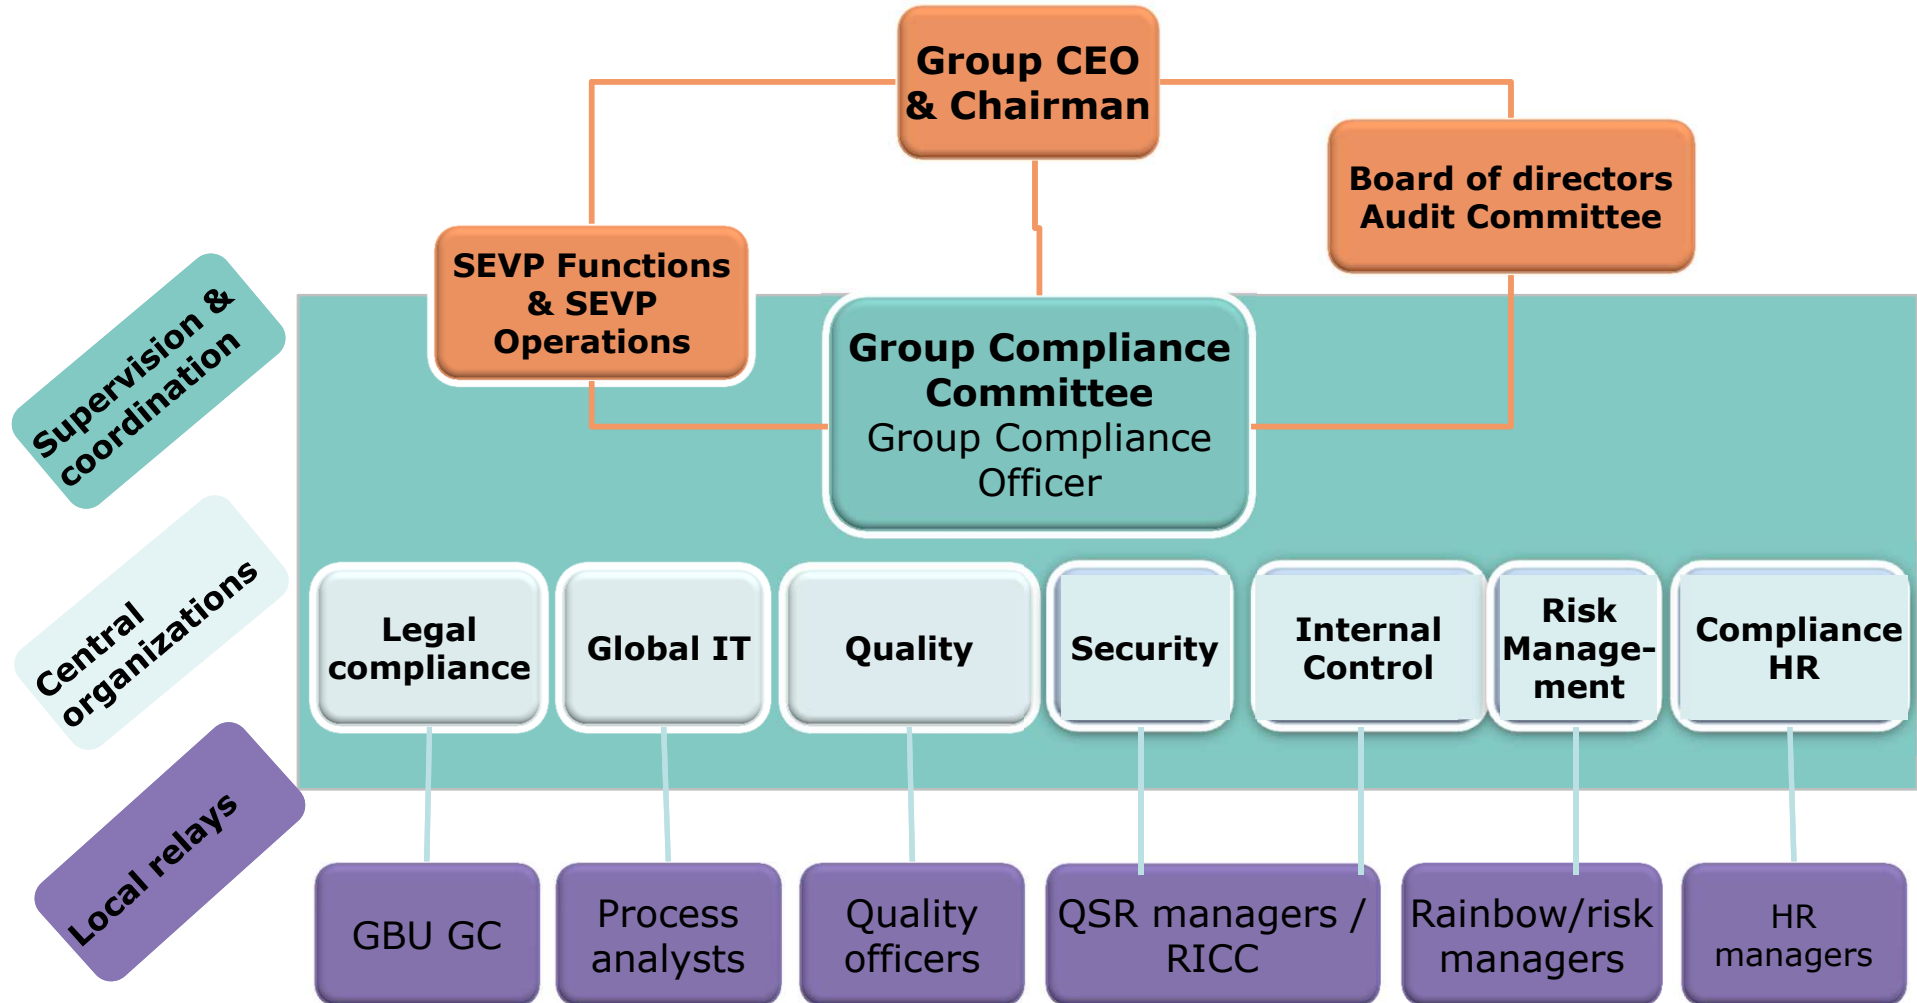 Group CEO
& Chairman
Board of directors
Audit Committee
SEVP Functions
& SEVP
Operations
Group Compliance
Committee
Group Compliance
Officer
Supervision &
coordination
Central
organizations
Legal
compliance
Global IT
Quality
Security
Internal
Control
Risk
Manage-
ment
Compliance
HR
Local relays
GBU GC
Process
analysts
Quality
officers
QSR managers /
RICC
Rainbow/risk
managers
HR
managers